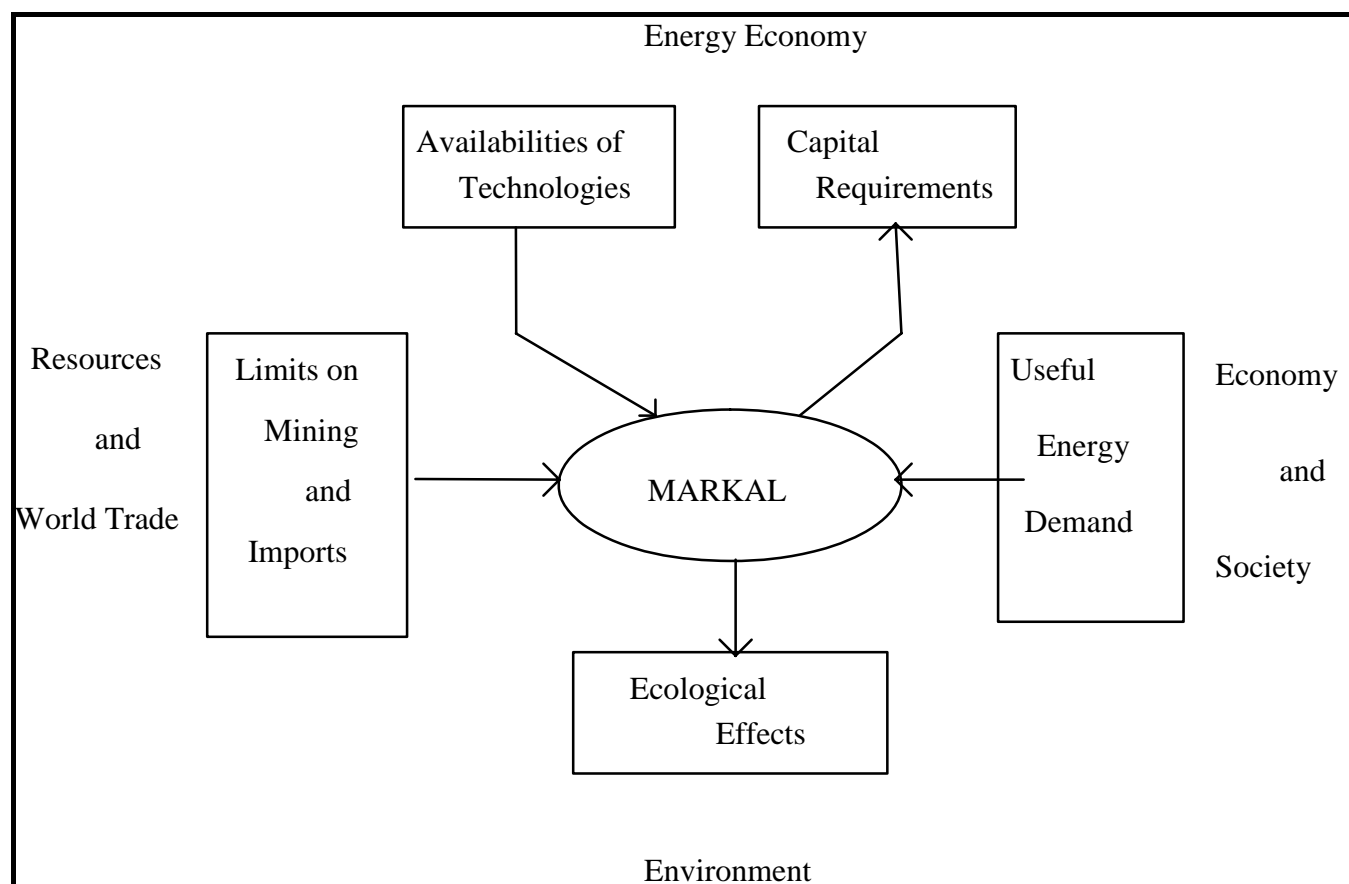 Energy Economy
Availabilities of
Technologies
Capital
Requirements
Resources
and
World Trade
Limits on
Mining
and
Imports
MARKAL
Useful
Energy
Demand
Economy
and
Society
Ecological
Effects
Environment